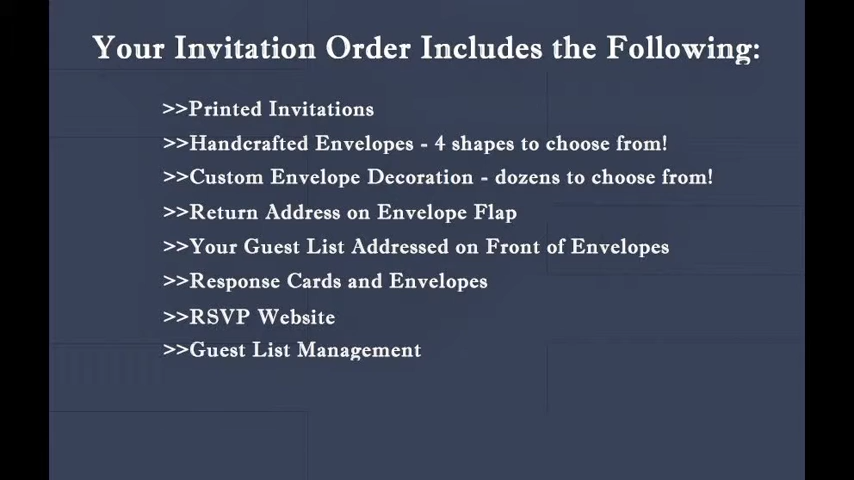 Your Invitation Order Includes the Following:
>>Printed Invitations
>>Handcrafted Envelopes - 4 shapes to choose from!
>>Custom Envelope Decoration - dozens to choose from!
>>Return Address on Envelope Flap
>>Your Guest List Addressed on Front of Envelopes
>>Response Cards and Envelopes
>>RSVP Website
>>Guest List Management